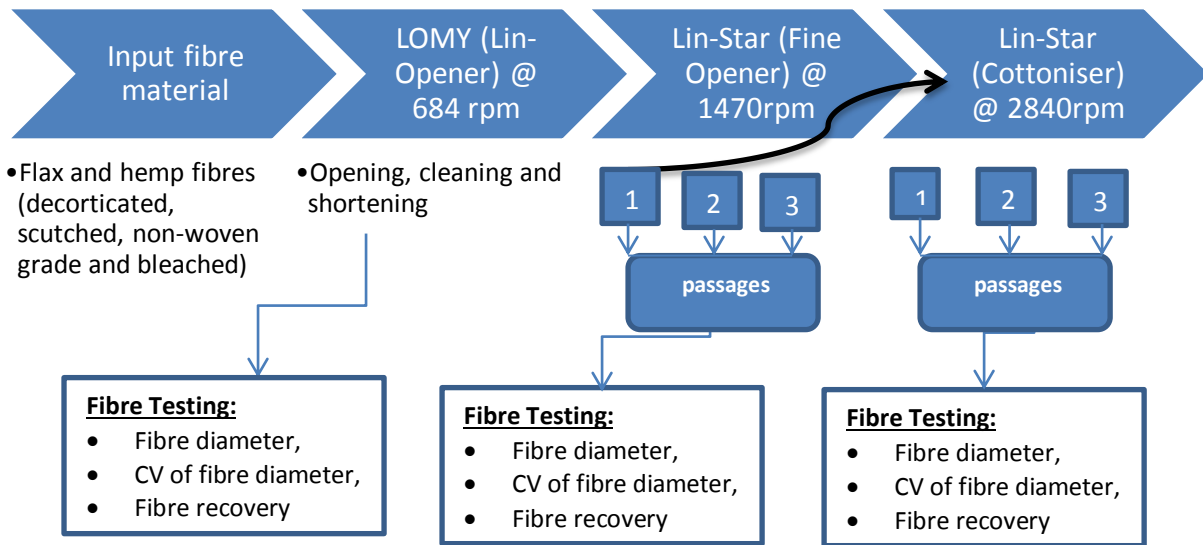 Input fibre
material
LOMY (Lin-
Opener) @
684 rpm
Lin-Star (Fine
Opener) @
1470rpm
Lin-Star
(Cottoniser)
@ 2840rpm
•Flax and hemp fibres
(decorticated,
scutched, non-woven
grade and bleached)
•Opening, cleaning and
shortening
1
2
3
passages
1
2
3
passages
Fibre Testing:
• Fibre diameter,
• CV of fibre diameter,
• Fibre recovery
Fibre Testing:
• Fibre diameter,
• CV of fibre diameter,
• Fibre recovery
Fibre Testing:
• Fibre diameter,
• CV of fibre diameter,
• Fibre recovery